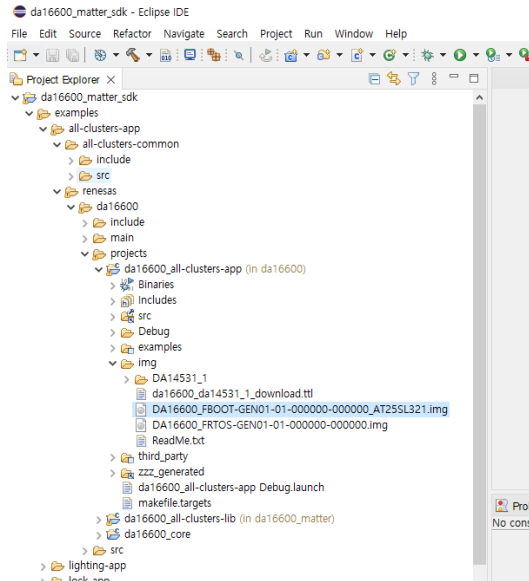 da16600_matter_sdk - Eclipse IDE
File Edit Source Refactor Navigate Search Project Run Window Help
Project Explorer
da16600_matter_sdk
examples
all-clusters-app
all-clusters-common
include
src
renesas
da16600
include
main
projects
da16600_all-clusters-app (in da16600)
Binaries
Includes
src
Debug
examples
img
DA14531_1
da16600_da14531_1_download.ttl
DA16600_FBOOT-GEN01-01-000000-000000_AT25SL321.img
DA16600_FRTOS-GEN01-01-000000-000000.img
ReadMe.txt
third_party
zzz_generated
da16600_all-clusters-app Debug.launch
makefile.targets
da16600_all-clusters-lib (in da16600_matter)
da16600_core
src
lighting-app
lock-app
Pro
No cons